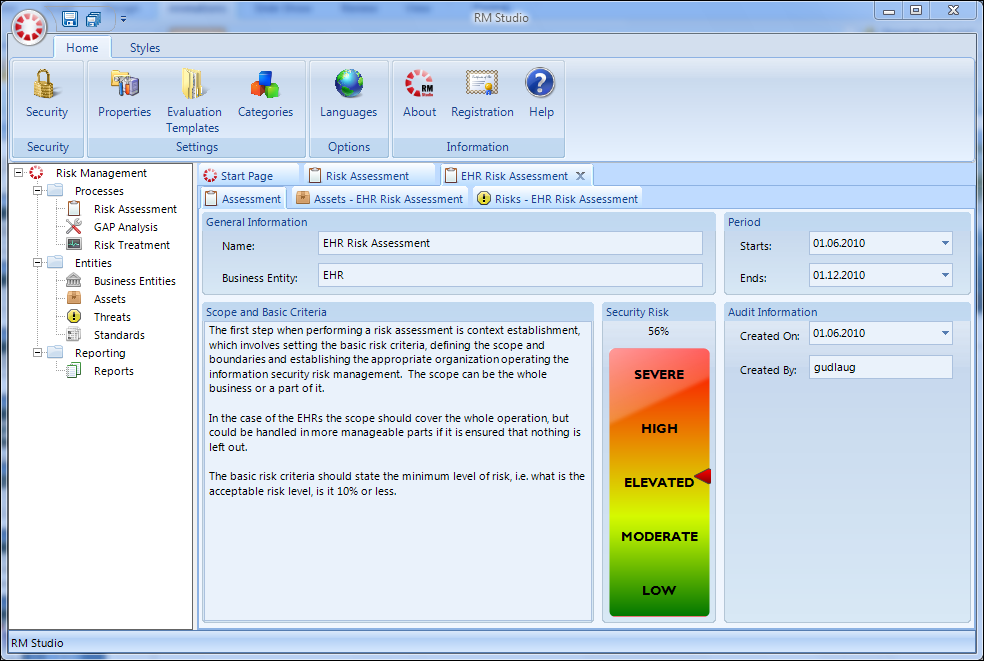 RM Studio
Home
Styles
Security
Properties
Evaluation
Templates
Categories
Languages
RM
Studio
About
Registration
Help
Security
Settings
Options
Information
Risk Management
Processes
Risk Assessment
GAP Analysis
Risk Treatment
Entities
Business Entities
Assets
Threats
Standards
Reporting
Reports
Start Page
Risk Assessment
EHR Risk Assessment
Assessment
Assets - EHR Risk Assessment
Risks - EHR Risk Assessment
General Information
Name:
EHR Risk Assessment
Business Entity:
EHR
Period
Starts:
01.06.2010
Ends:
01.12.2010
Scope and Basic Criteria
The first step when performing a risk assessment is context establishment,
which involves setting the basic risk criteria, defining the scope and
boundaries and establishing the appropriate organization operating the
information security risk management. The scope can be the whole
business or a part of it.
In the case of the EHRs the scope should cover the whole operation, but
could be handled in more manageable parts if it is ensured that nothing is
left out.
The basic risk criteria should state the minimum level of risk, i.e. what is the
acceptable risk level, is it 10% or less.
Security Risk
56%
SEVERE
HIGH
ELEVATED
MODERATE
LOW
Audit Information
Created On:
01.06.2010
Created By:
gudlaug
RM Studio